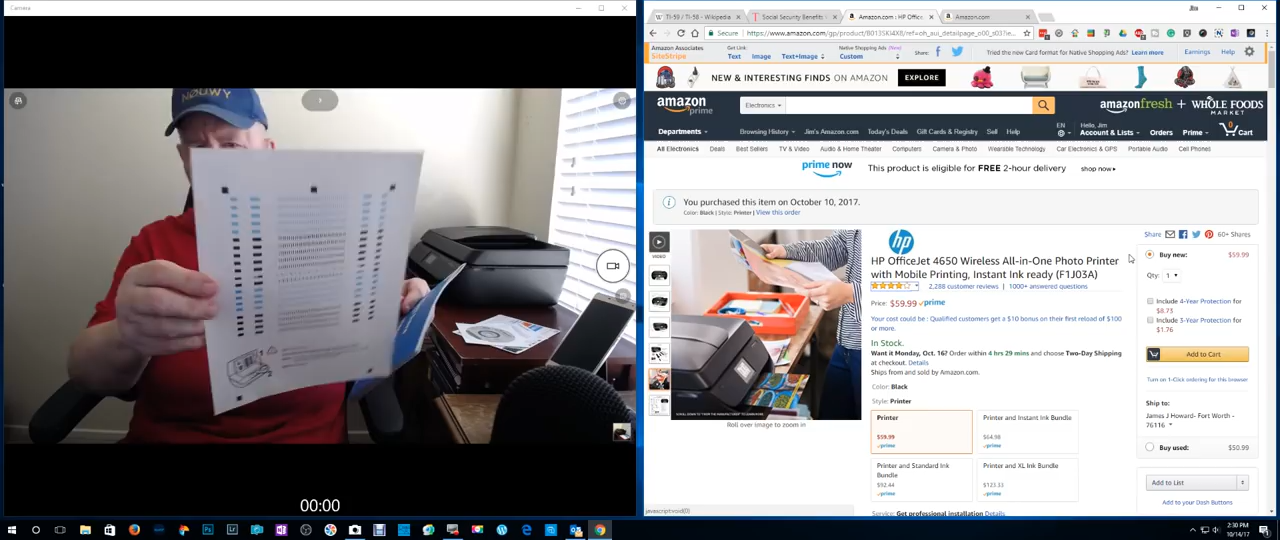 Camera
NOUWY
00:00
Jim
TI-59 / TI-58 - Wikipedia
Social Security Benefits
Amazon.com : HP Office
Amazon.com
Secure
https://www.amazon.com/gp/product/
Amazon Associates
SiteStripe
Get Link:
Text
Image
Text+Image
Native Shopping Ads (New)
Custom
Share:
Tried the new Card format for Native Shopping Ads? Learn more
Earnings
Help
NEW & INTERESTING FINDS ON AMAZON
EXPLORE
amazon
prime
Electronics
amazonfresh + WHOLE FOODS
MARKET
Departments
Browsing History
Jim's Amazon.com
Today's Deals
Gift Cards & Registry
Sell
Help
EN
Hello, Jim
Account & Lists
Orders
Prime
0
Cart
All Electronics
Deals
Best Sellers
TV & Video
Audio & Home Theater
Computers
Camera & Photo
Wearable Technology
Car Electronics & GPS
Portable Audio
Cell Phones
prime now
This product is eligible for FREE 2-hour delivery
shop now
You purchased this item on October 10, 2017.
Color: Black | Style: Printer | View this order
VIDEO
Roll over image to zoom in
hp
HP OfficeJet 4650 Wireless All-in-One Photo Printer
with Mobile Printing, Instant Ink ready (F1J03A)
2,288 customer reviews | 1000+ answered questions
Price: $59.99 prime
Your cost could be : Qualified customers get a $10 bonus on their first reload of $100
or more.
In Stock.
Want it Monday, Oct. 16? Order within 4 hrs 29 mins and choose Two-Day Shipping
at checkout. Details
Ships from and sold by Amazon.com.
Color: Black
Style: Printer
Printer
$59.99
prime
Printer and Instant Ink Bundle
$64.98
prime
Printer and Standard Ink
Bundle
$92.44
prime
Printer and XL Ink Bundle
$123.33
prime
Service: Get professional installation Details
Share
60+ Shares
Buy new:
$59.99
Qty: 1
Include 4-Year Protection for
$8.73
Include 3-Year Protection for
$1.76
Add to Cart
Turn on 1-Click ordering for this browser
Ship to:
James J Howard- Fort Worth -
76116
Buy used:
$50.99
Add to List
Add to your Dash Buttons
javascript:void(0)
2:30 PM
10/14/17